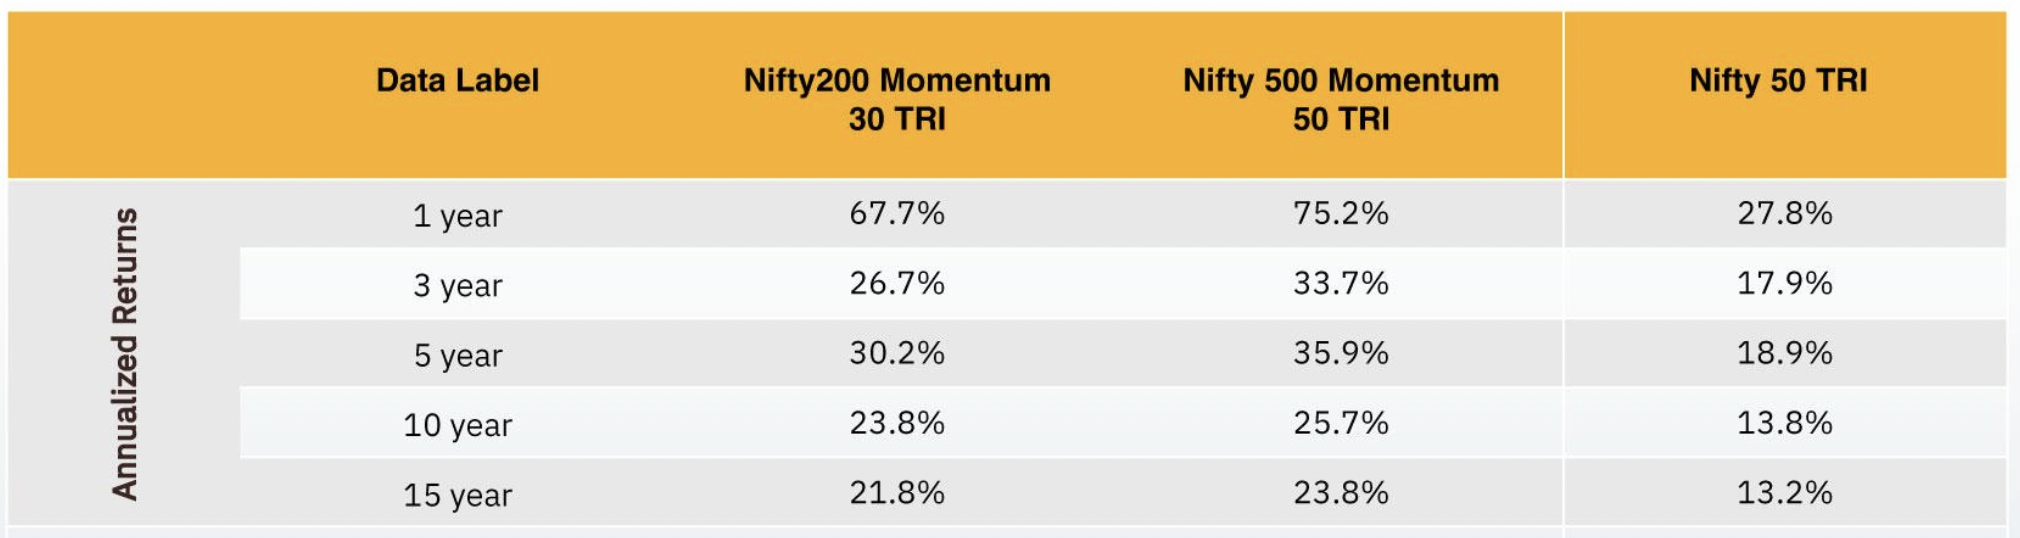 Data Label Nifty200 Momentum Nifty 500 Momentum Nifty 50 TRI
30 TRI 50 TRI
Annualized Returns
1 year 67.7% 75.2% 27.8%
3 year 26.7% 33.7% 17.9%
5 year 30.2% 35.9% 18.9%
10 year 23.8% 25.7% 13.8%
15 year 21.8% 23.8% 13.2%